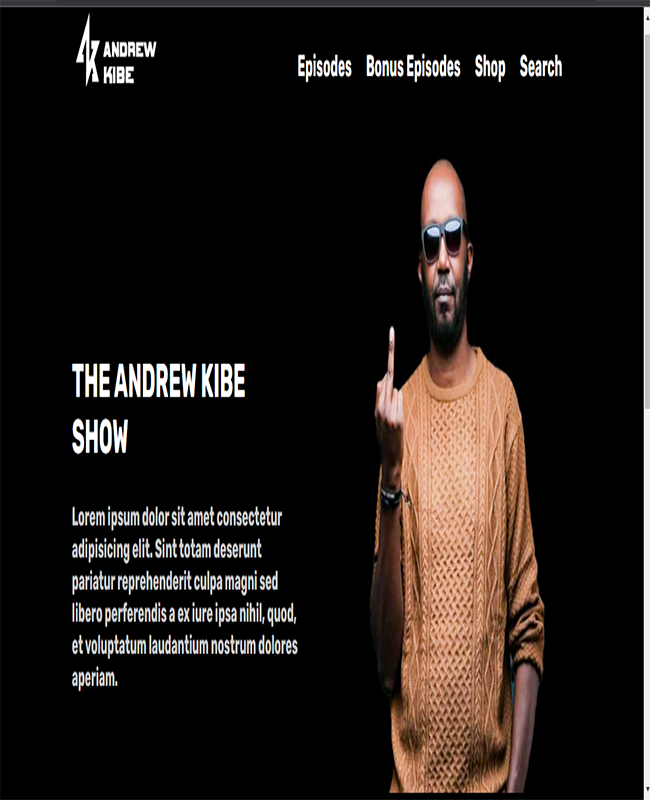 ANDREW
KIBE
Episodes Bonus Episodes Shop Search
THE ANDREW KIBE
SHOW
Lorem ipsum dolor sit amet consectetur
adipisicing elit. Sint totam deserunt
pariatur reprehenderit culpa magni sed
libero perferendis a ex iure ipsa nihil, quod,
et voluptatum laudantium nostrum dolores
aperiam.